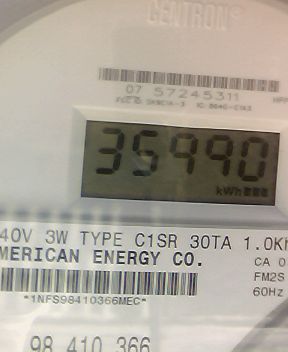 CENTRON®
07 57245311
35990
kWh
40V 3W TYPE C1SR 30TA 1.0Kh
MERICAN ENERGY CO.
CA 0
FM2S
60Hz
*1NFS98410366MEC*
98 410 366